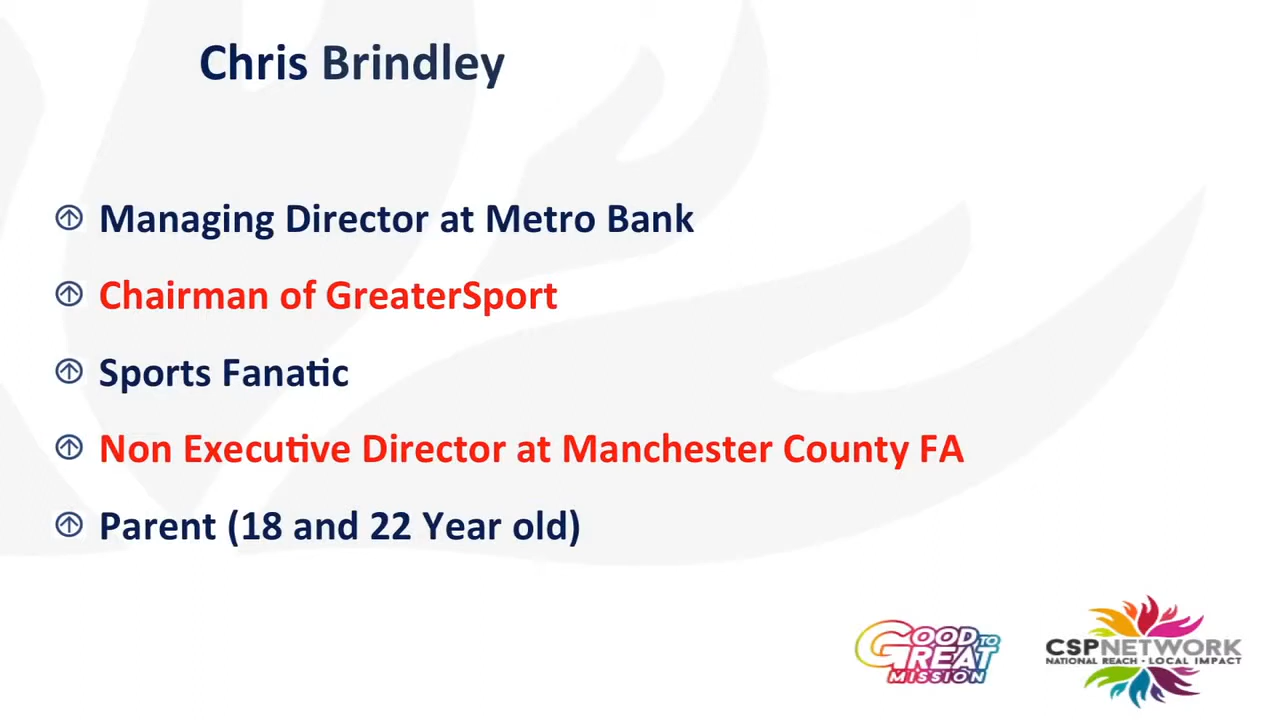 Chris Brindley
Managing Director at Metro Bank
Chairman of GreaterSport
Sports Fanatic
Non Executive Director at Manchester County FA
Parent (18 and 22 Year old)
GOOD TO
GREAT
MISSION
CSPNETWORK
NATIONAL REACH · LOCAL IMPACT